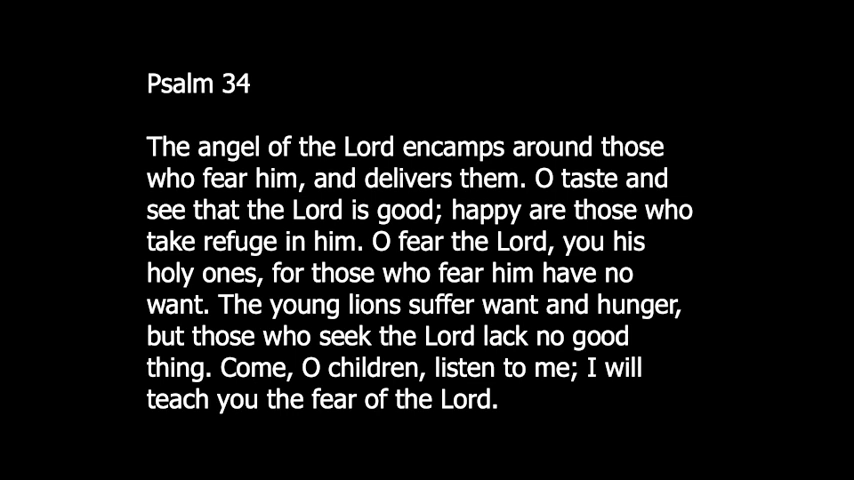 Psalm 34
The angel of the Lord encamps around those
who fear him, and delivers them. O taste and
see that the Lord is good; happy are those who
take refuge in him. O fear the Lord, you his
holy ones, for those who fear him have no
want. The young lions suffer want and hunger,
but those who seek the Lord lack no good
thing. Come, O children, listen to me; I will
teach you the fear of the Lord.